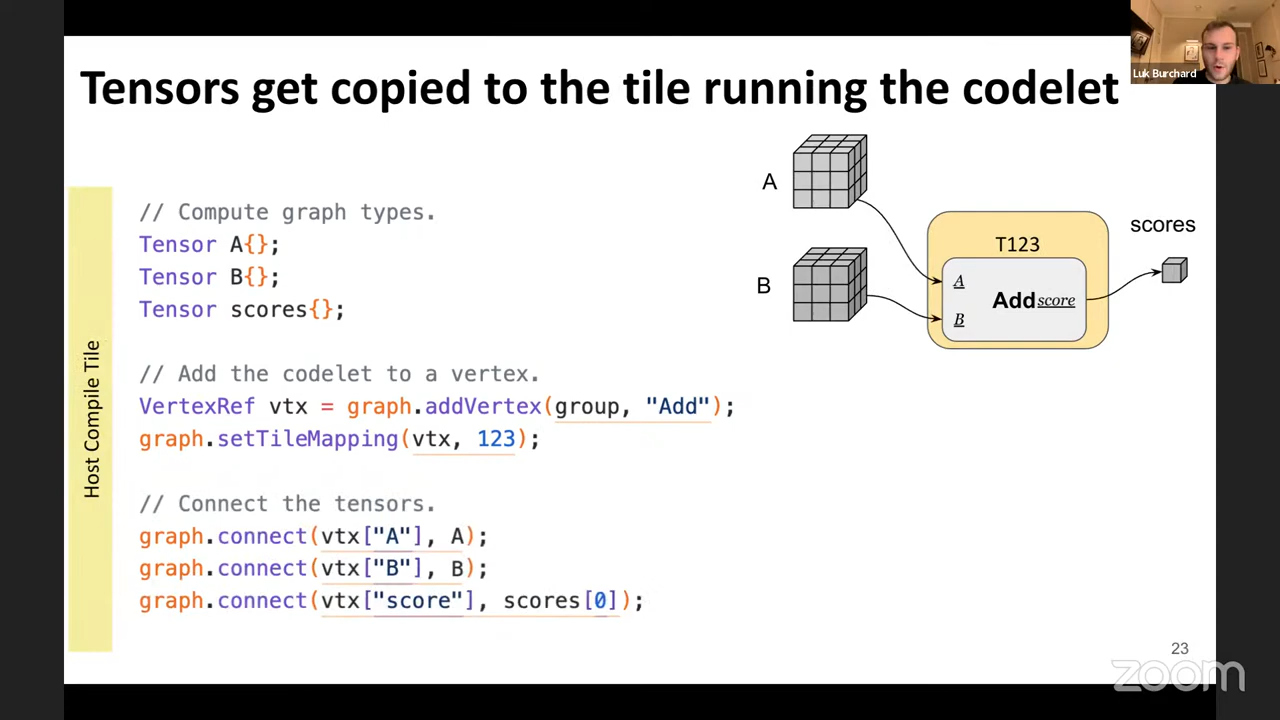 Luk Burchard
Tensors get copied to the tile running the codelet
Host Compile Tile
// Compute graph types.
Tensor A{};
Tensor B{};
Tensor scores{};
// Add the codelet to a vertex.
VertexRef vtx = graph.addVertex(group, "Add");
graph.setTileMapping(vtx, 123);
// Connect the tensors.
graph.connect(vtx["A"], A);
graph.connect(vtx["B"], B);
graph.connect(vtx["score"], scores[0]);
A
B
T123
A
B
Add score
scores
23
zoom